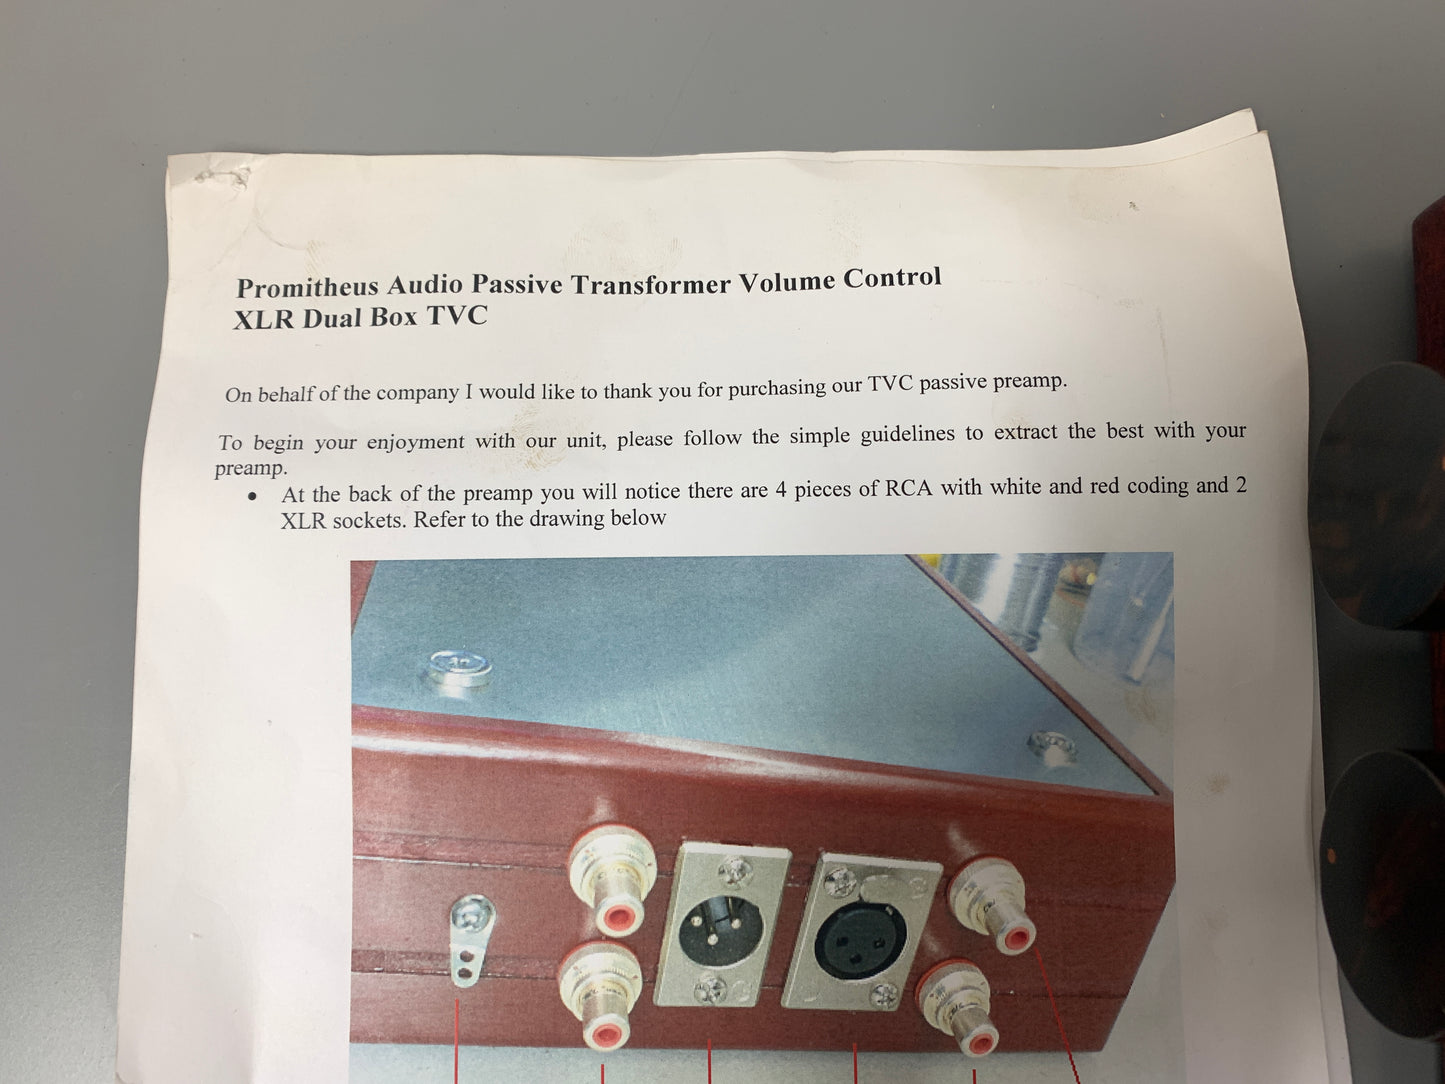 Promitheus Audio Passive Transformer Volume Control
XLR Dual Box TVC
On behalf of the company I would like to thank you for purchasing our TVC passive preamp.
To begin your enjoyment with our unit, please follow the simple guidelines to extract the best with your
preamp.
• At the back of the preamp you will notice there are 4 pieces of RCA with white and red coding and 2
XLR sockets. Refer to the drawing below